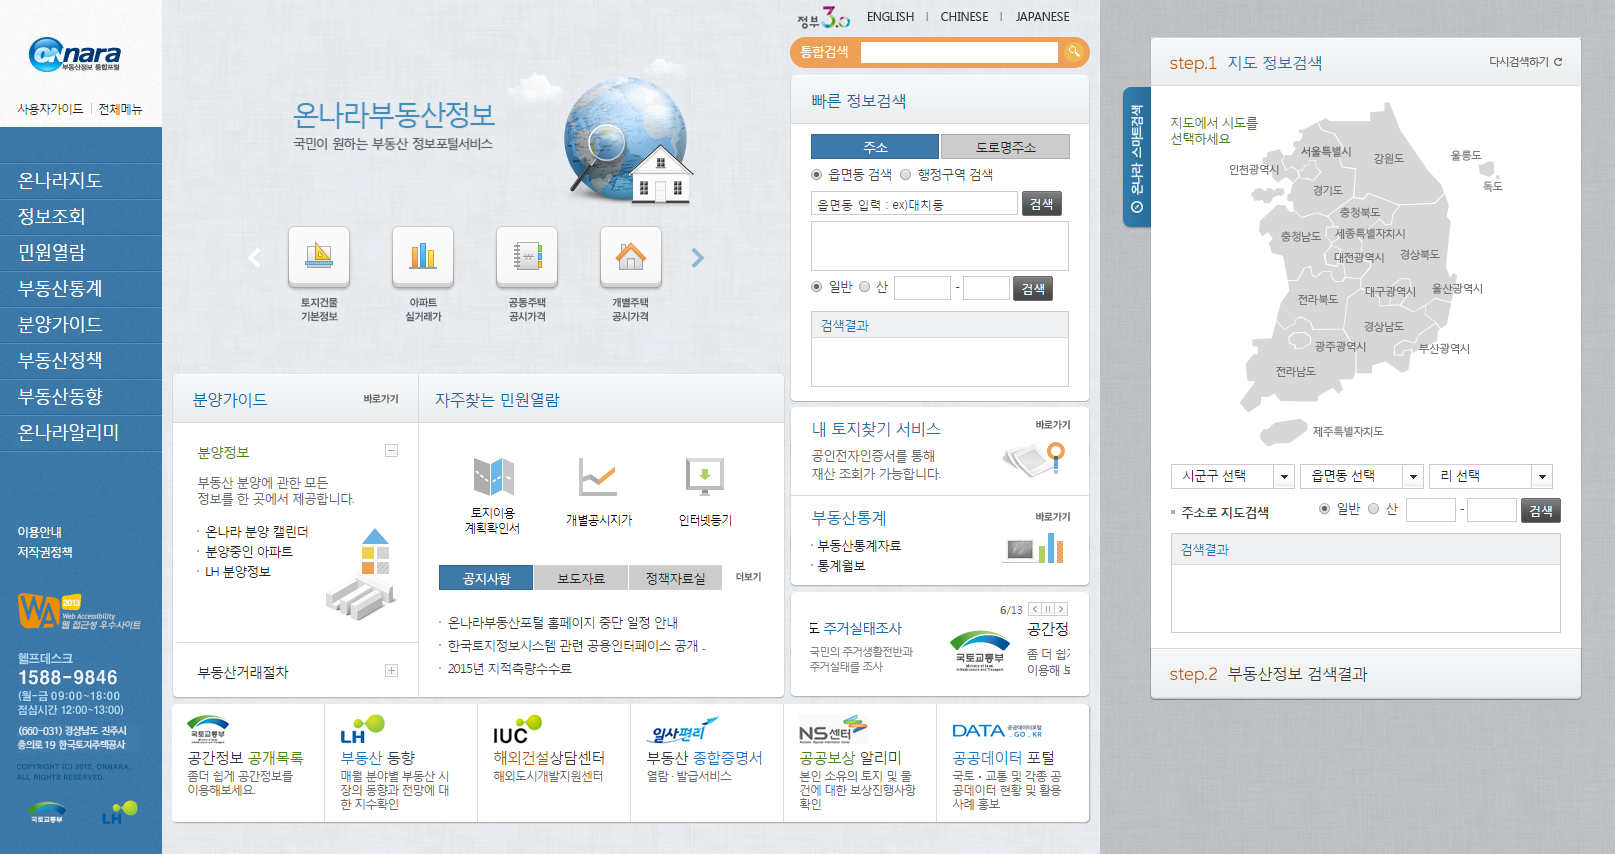 ONnara
부동산정보 통합포털
사용자가이드 | 전체메뉴
온나라지도
정보조회
민원열람
부동산통계
분양가이드
부동산정책
부동산동향
온나라알리미
이용안내
저작권정책
WA 2013
Web Accessibility
웹 접근성 우수사이트
헬프데스크
1588-9846
(월-금 09:00~18:00
점심시간 12:00~13:00)
(660-031) 경상남도 진주시
충의로 19 한국토지주택공사
COPYRIGHT (C) 2012. ONNARA.
ALL RIGHTS RESERVED.
국토교통부
LH
온나라부동산정보
국민이 원하는 부동산 정보포털서비스
토지건물
기본정보
아파트
실거래가
공동주택
공시가격
개별주택
공시가격
정부3.0
ENGLISH | CHINESE | JAPANESE
통합검색
빠른 정보검색
주소
도로명주소
읍면동 검색
행정구역 검색
읍면동 입력 : ex)대치동
검색
일반
산
-
검색
검색결과
분양가이드
바로가기
분양정보
부동산 분양에 관한 모든
정보를 한 곳에서 제공합니다.
· 온나라 분양 캘린더
· 분양중인 아파트
· LH 분양정보
부동산거래절차
자주찾는 민원열람
토지이용
계획확인서
개별공시지가
인터넷등기
공지사항
보도자료
정책자료실
더보기
· 온나라부동산포털 홈페이지 중단 일정 안내
· 한국토지정보시스템 관련 공용인터페이스 공개 ..
· 2015년 지적측량수수료
내 토지찾기 서비스
바로가기
공인전자인증서를 통해
재산 조회가 가능합니다.
부동산통계
바로가기
· 부동산통계자료
· 통계월보
6/13
도 주거실태조사
국민의 주거생활전반과
주거실태를 조사
국토교통부
Ministry of Land,
Infrastructure and Transport
공간정
좀 더 쉽
이용해 보
국토교통부
공간정보 공개목록
좀더 쉽게 공간정보를
이용해보세요.
LH
부동산 동향
매월 분야별 부동산 시
장의 동향과 전망에 대
한 지수확인
IUC
해외건설상담센터
해외도시개발지원센터
일사편리
부동산 종합증명서
열람 · 발급서비스
NS센터
공공보상 알리미
본인 소유의 토지 및 물
건에 대한 보상진행사항
확인
DATA 공공데이터포털
.GO.KR
공공데이터 포털
국토 · 교통 및 각종 공
공데이터 현황 및 활용
사례 홍보
온나라 스마트검색
step.1 지도 정보검색
다시검색하기
지도에서 시도를
선택하세요
서울특별시
인천광역시
경기도
강원도
울릉도
독도
충청북도
충청남도
세종특별자치시
대전광역시
경상북도
전라북도
대구광역시
울산광역시
경상남도
광주광역시
부산광역시
전라남도
제주특별자치도
시군구 선택
읍면동 선택
리 선택
주소로 지도검색
일반
산
-
검색
검색결과
step.2 부동산정보 검색결과